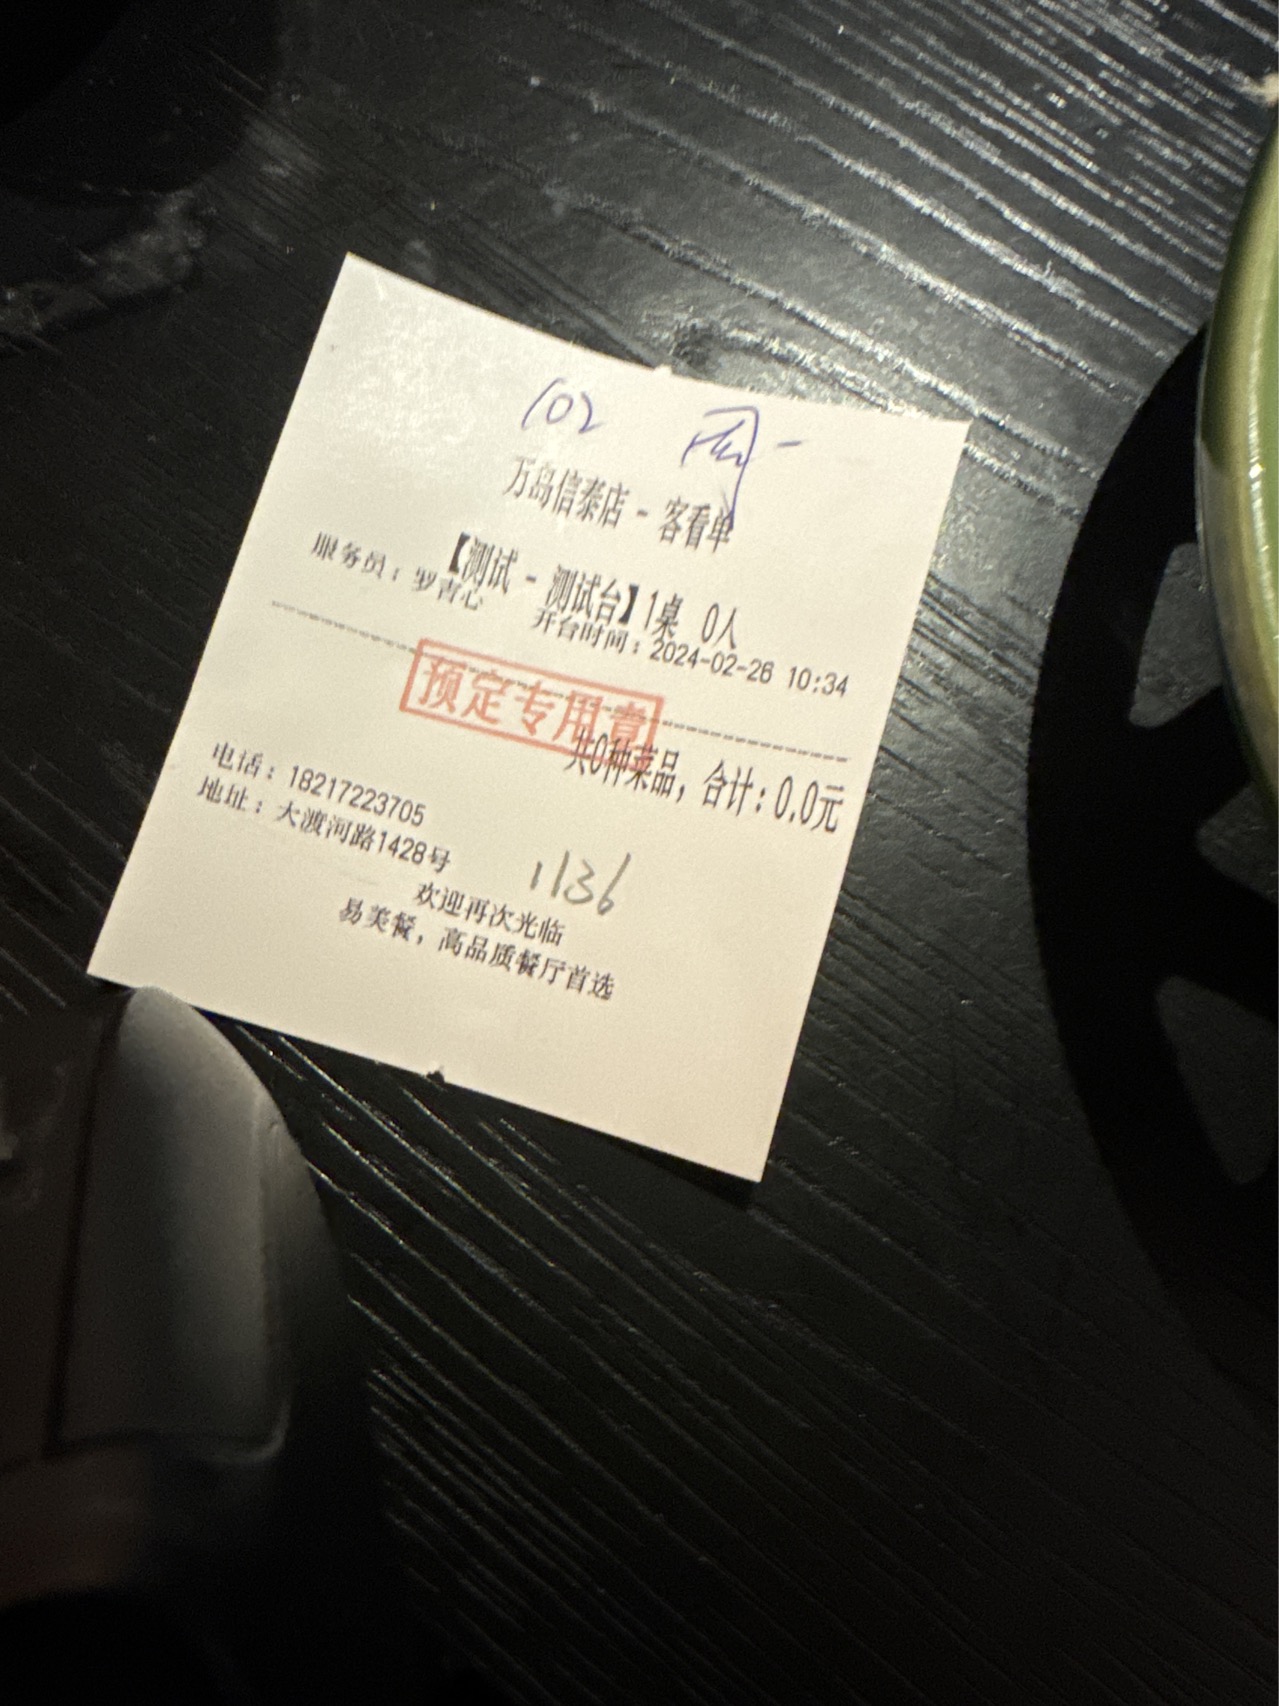 102
万岛信泰店 - 客看单
【测试 - 测试台】1桌 0人
服务员：罗吉心 开台时间：2024-02-26 10:34
预定专用章
共0种菜品，合计：0.0元
电话：18217223705
地址：大渡河路1428号
1136
欢迎再次光临
易美餐，高品质餐厅首选